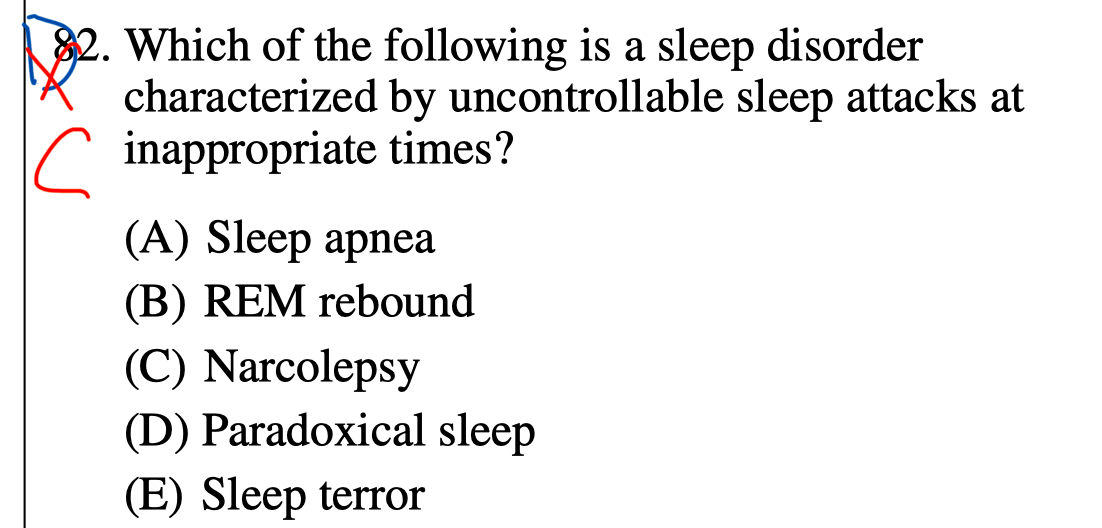 D
82. Which of the following is a sleep disorder
characterized by uncontrollable sleep attacks at
C
inappropriate times?
(A) Sleep apnea
(B) REM rebound
(C) Narcolepsy
(D) Paradoxical sleep
(E) Sleep terror